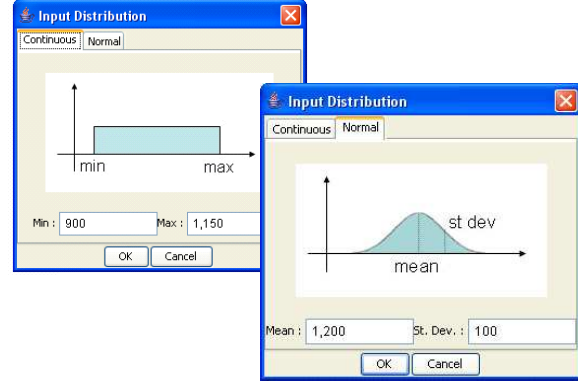 Input Distribution
Continuous Normal
min max
Min : 900 Max : 1,150
OK Cancel
Input Distribution
Continuous Normal
st dev
mean
Mean : 1,200 St. Dev. : 100
OK Cancel